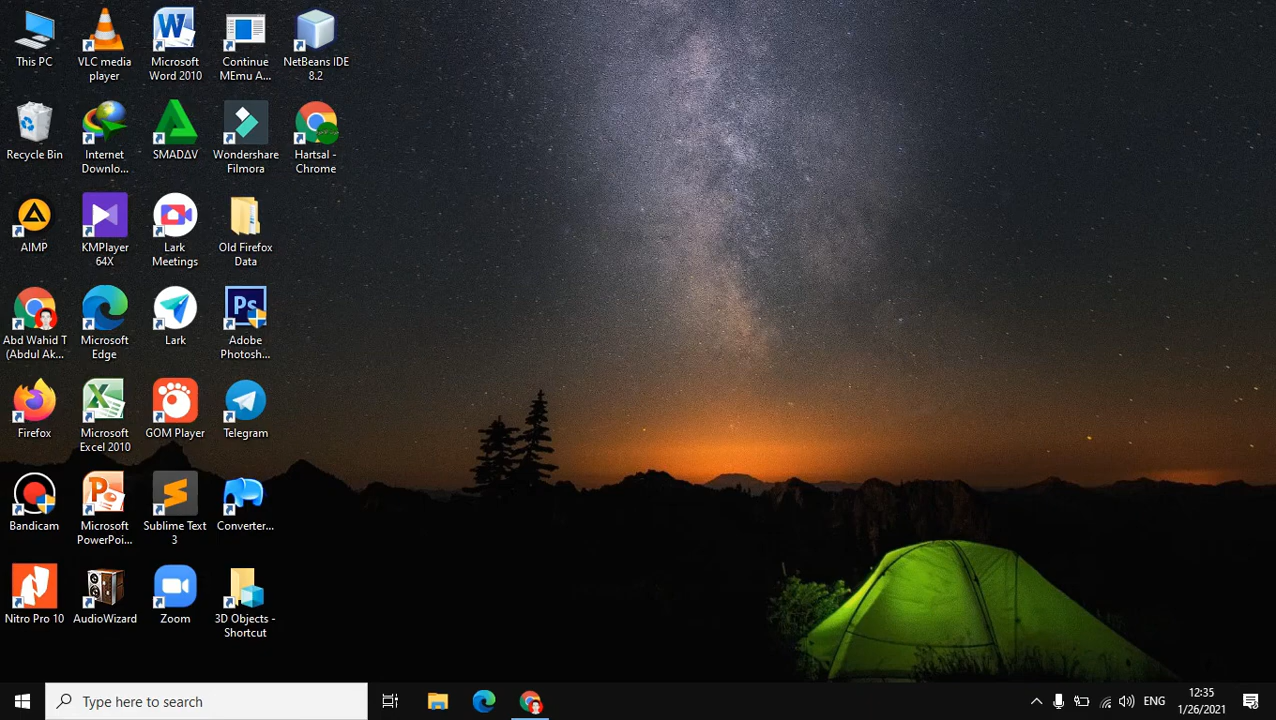 This PC
VLC media
player
Microsoft
Word 2010
Continue
MEmu A...
NetBeans IDE
8.2
Recycle Bin
Internet
Downlo...
SMADΔV
Wondershare
Filmora
Hartsal -
Chrome
AIMP
KMPlayer
64X
Lark
Meetings
Old Firefox
Data
Abd Wahid T
(Abdul Ak...
Microsoft
Edge
Lark
Ps
Adobe
Photosh...
Firefox
Microsoft
Excel 2010
GOM Player
Telegram
Bandicam
Microsoft
PowerPoi...
Sublime Text
3
Converter...
Nitro Pro 10
AudioWizard
Zoom
3D Objects -
Shortcut
Type here to search
ENG
12:35
1/26/2021